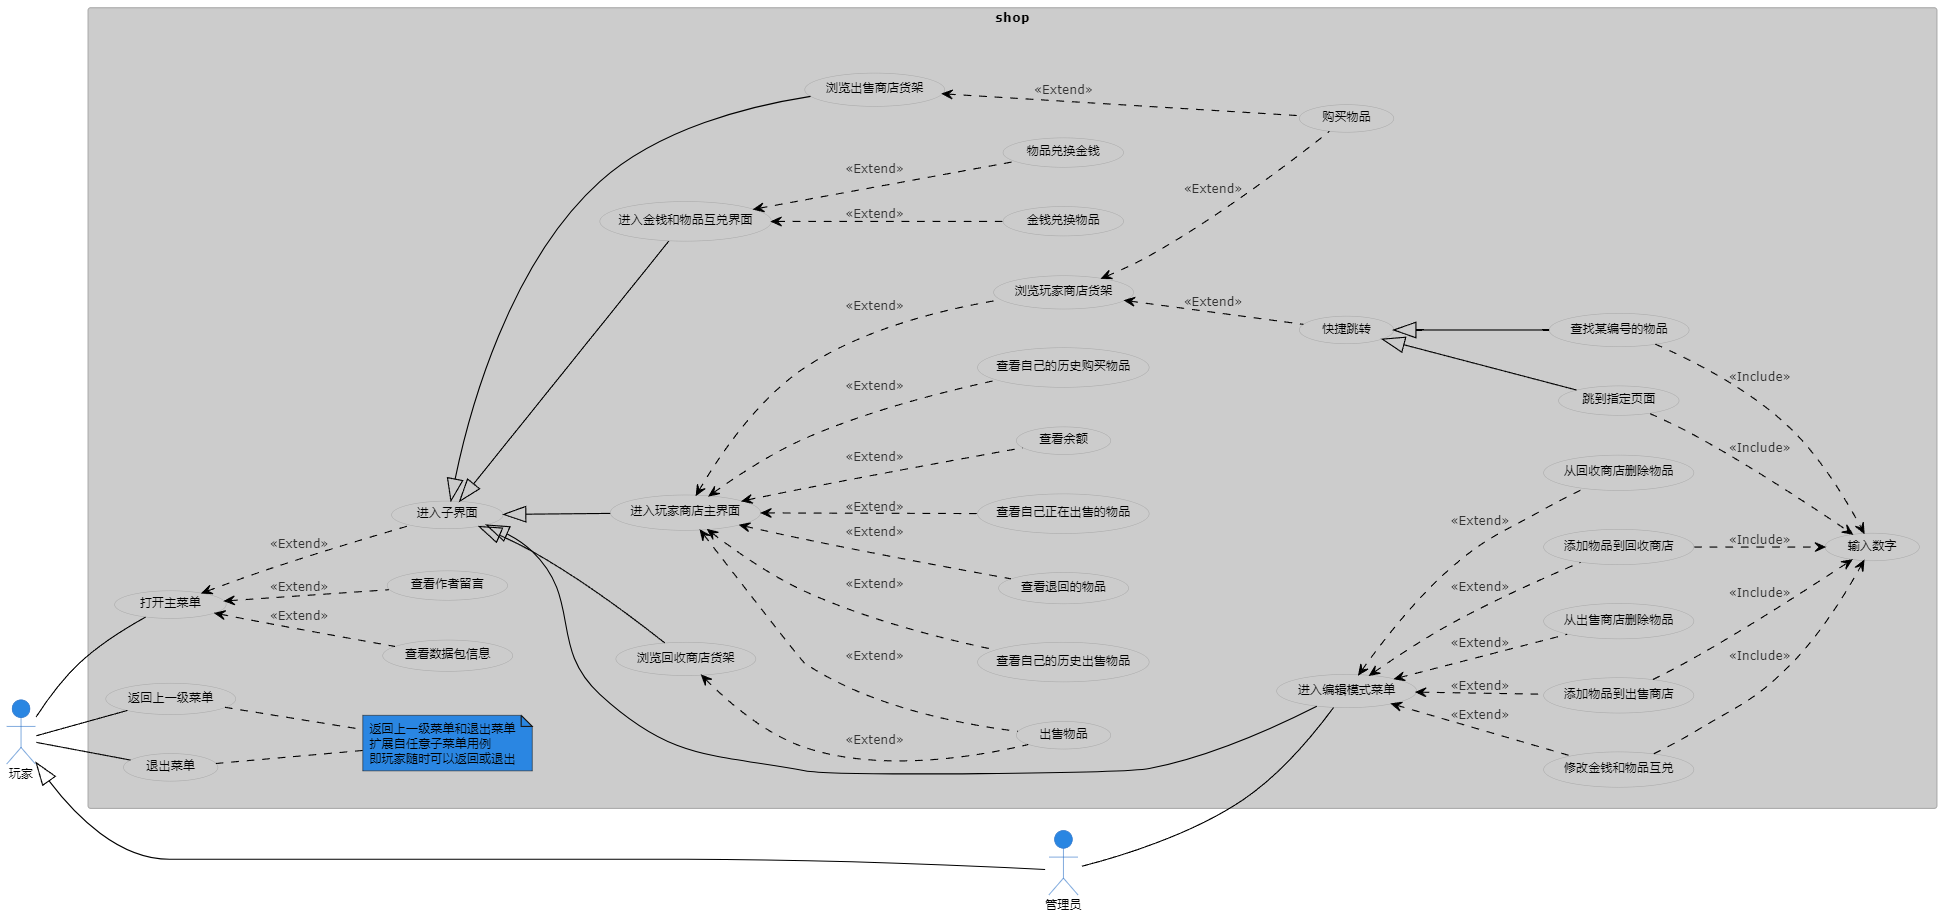 shop
浏览出售商店货架
«Extend»
购买物品
物品兑换金钱
«Extend»
«Extend»
进入金钱和物品互兑界面
«Extend»
金钱兑换物品
浏览玩家商店货架
«Extend»
«Extend»
快捷跳转
查找某编号的物品
查看自己的历史购买物品
«Extend»
«Include»
跳到指定页面
查看余额
«Include»
«Extend»
从回收商店删除物品
进入子界面
进入玩家商店主界面
«Extend»
查看自己正在出售的物品
«Extend»
«Extend»
«Extend»
添加物品到回收商店
«Include»
输入数字
查看作者留言
«Extend»
«Extend»
查看退回的物品
«Extend»
«Include»
打开主菜单
«Extend»
从出售商店删除物品
查看数据包信息
浏览回收商店货架
«Extend»
查看自己的历史出售物品
«Extend»
«Include»
返回上一级菜单
进入编辑模式菜单
«Extend»
添加物品到出售商店
«Extend»
返回上一级菜单和退出菜单
扩展自任意子菜单用例
即玩家随时可以返回或退出
«Extend»
出售物品
退出菜单
修改金钱和物品互兑
玩家
管理员